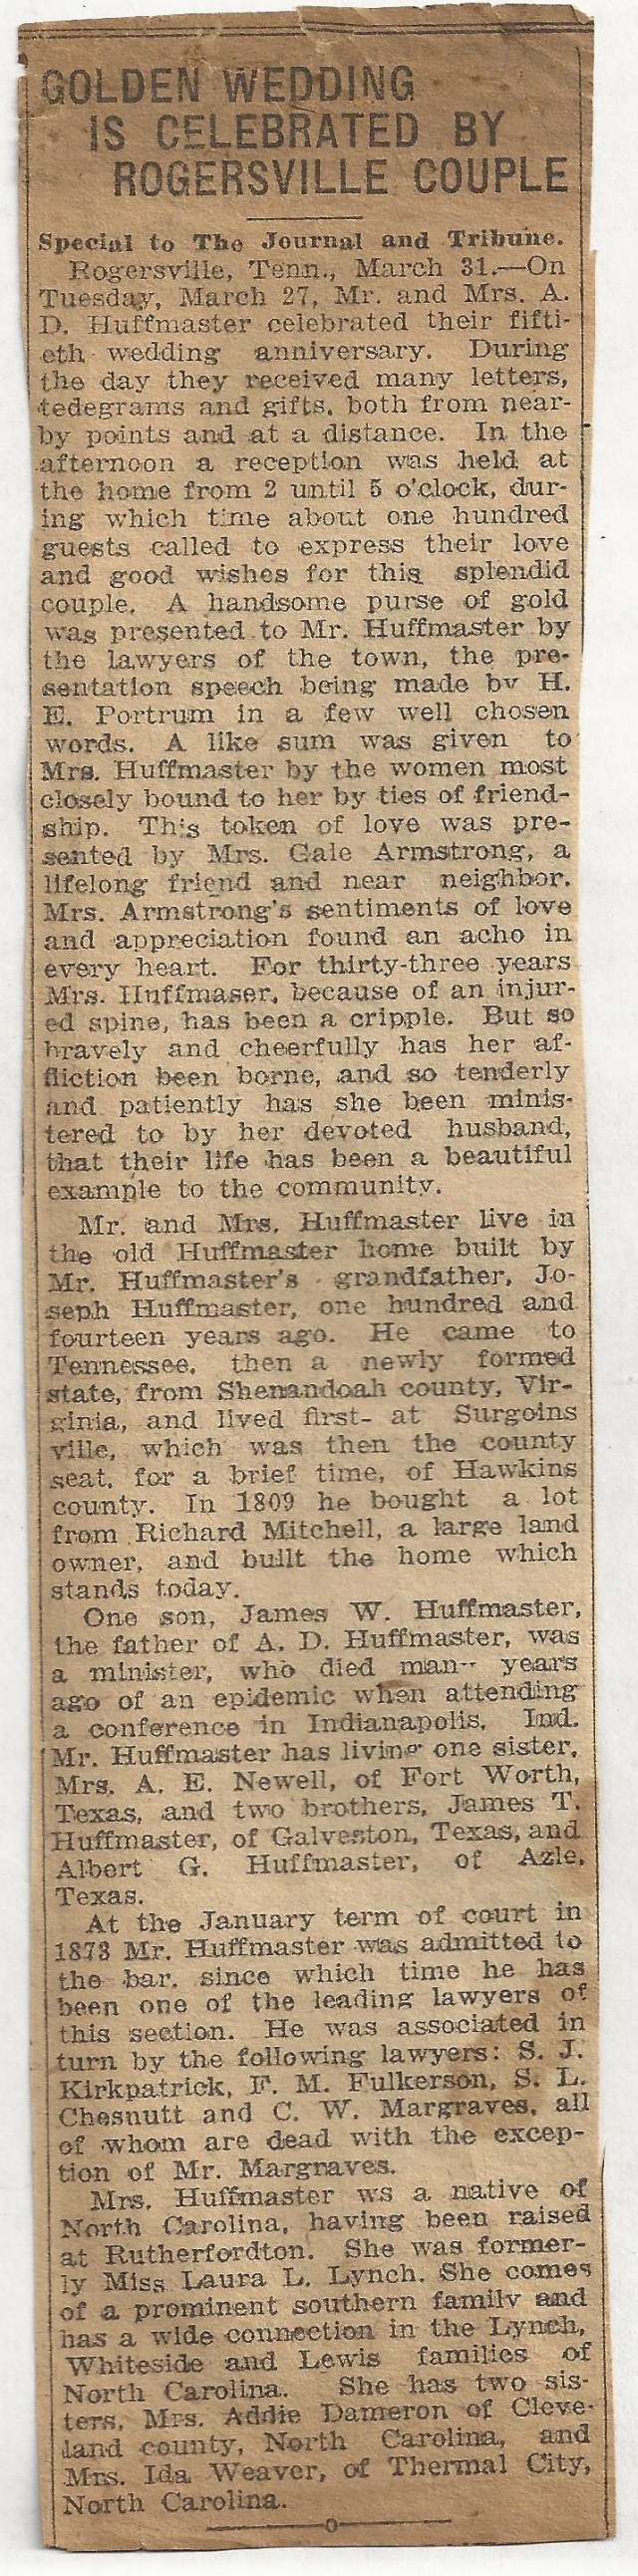 GOLDEN WEDDING
IS CELEBRATED BY
ROGERSVILLE COUPLE
Special to The Journal and Tribune.
Rogersville, Tenn., March 31.—On
Tuesday, March 27, Mr. and Mrs. A.
D. Huffmaster celebrated their fifti-
eth wedding anniversary. During
the day they received many letters,
tedegrams and gifts, both from near-
by points and at a distance. In the
afternoon a reception was held at
the home from 2 until 5 o'clock, dur-
ing which time about one hundred
guests called to express their love
and good wishes for this splendid
couple. A handsome purse of gold
was presented to Mr. Huffmaster by
the lawyers of the town, the pre-
sentation speech being made by H.
E. Portrum in a few well chosen
words. A like sum was given to
Mrs. Huffmaster by the women most
closely bound to her by ties of friend-
ship. This token of love was pre-
sented by Mrs. Gale Armstrong, a
lifelong friend and near neighbor.
Mrs. Armstrong's sentiments of love
and appreciation found an acho in
every heart. For thirty-three years
Mrs. Huffmaser, because of an injur-
ed spine, has been a cripple. But so
bravely and cheerfully has her af-
fliction been borne, and so tenderly
and patiently has she been minis-
tered to by her devoted husband,
that their life has been a beautiful
example to the community.
Mr. and Mrs. Huffmaster live in
the old Huffmaster home built by
Mr. Huffmaster's grandfather, Jo-
seph Huffmaster, one hundred and
fourteen years ago. He came to
Tennessee, then a newly formed
state, from Shenandoah county, Vir-
ginia, and lived first- at Surgoins
ville, which was then the county
seat, for a brief time, of Hawkins
county. In 1809 he bought a lot
from Richard Mitchell, a large land
owner, and built the home which
stands today.
One son, James W. Huffmaster,
the father of A. D. Huffmaster, was
a minister, who died man-- years
ago of an epidemic when attending
a conference in Indianapolis, Ind.
Mr. Huffmaster has living one sister,
Mrs. A. E. Newell, of Fort Worth,
Texas, and two brothers, James T.
Huffmaster, of Galveston, Texas, and
Albert G. Huffmaster, of Azle,
Texas.
At the January term of court in
1873 Mr. Huffmaster was admitted to
the bar, since which time he has
been one of the leading lawyers of
this section. He was associated in
turn by the following lawyers: S. J.
Kirkpatrick, F. M. Fulkerson, S. L.
Chesnutt and C. W. Margraves, all
of whom are dead with the excep-
tion of Mr. Margraves.
Mrs. Huffmaster ws a native of
North Carolina, having been raised
at Rutherfordton. She was former-
ly Miss Laura L. Lynch. She comes
of a prominent southern family and
has a wide connection in the Lynch,
Whiteside and Lewis families of
North Carolina. She has two sis-
ters, Mrs. Addie Dameron of Cleve-
land county, North Carolina, and
Mrs. Ida Weaver, of Thermal City,
North Carolina.